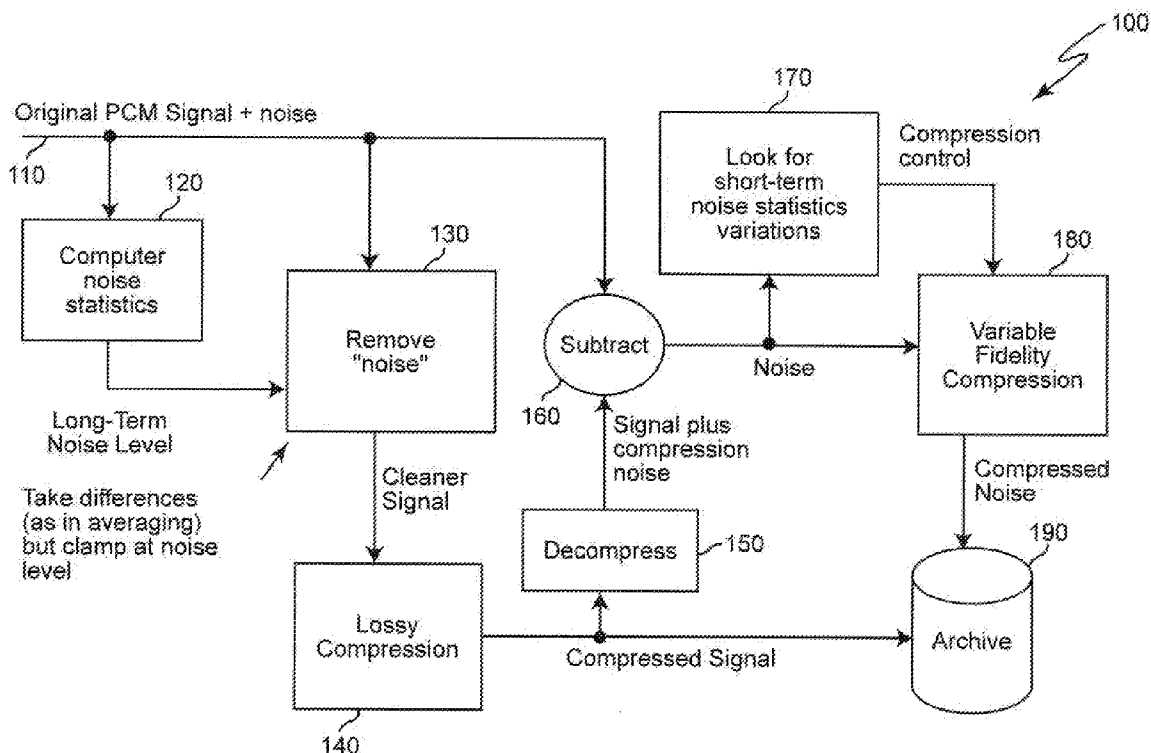 100
Original PCM Signal + noise
110
120
Computer
noise
statistics
130
Remove
"noise"
Long-Term
Noise Level
Take differences
(as in averaging)
but clamp at noise
level
Cleaner
Signal
Lossy
Compression
140
Compressed Signal
Decompress
150
Signal plus
compression
noise
Subtract
160
Noise
170
Look for
short-term
noise statistics
variations
Compression
control
180
Variable
Fidelity
Compression
Compressed
Noise
190
Archive